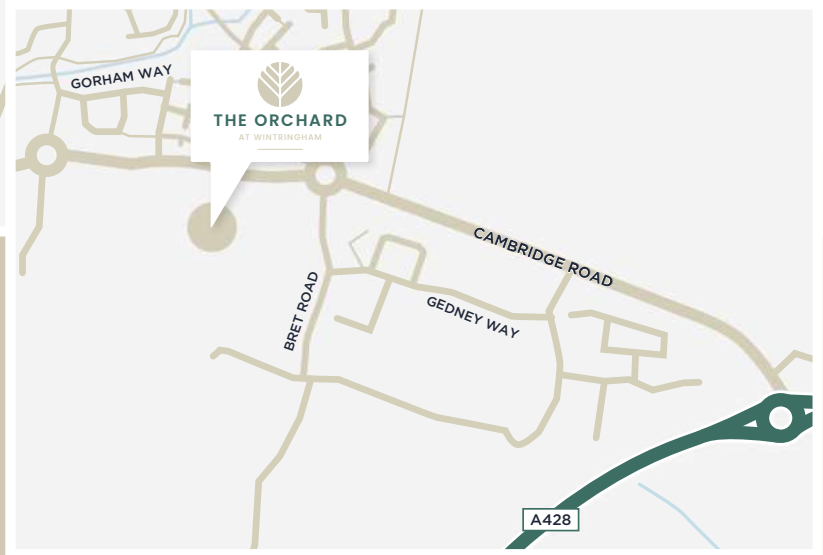 GORHAM WAY
THE ORCHARD
AT WINTRINGHAM
CAMBRIDGE ROAD
BRET ROAD
GEDNEY WAY
A428